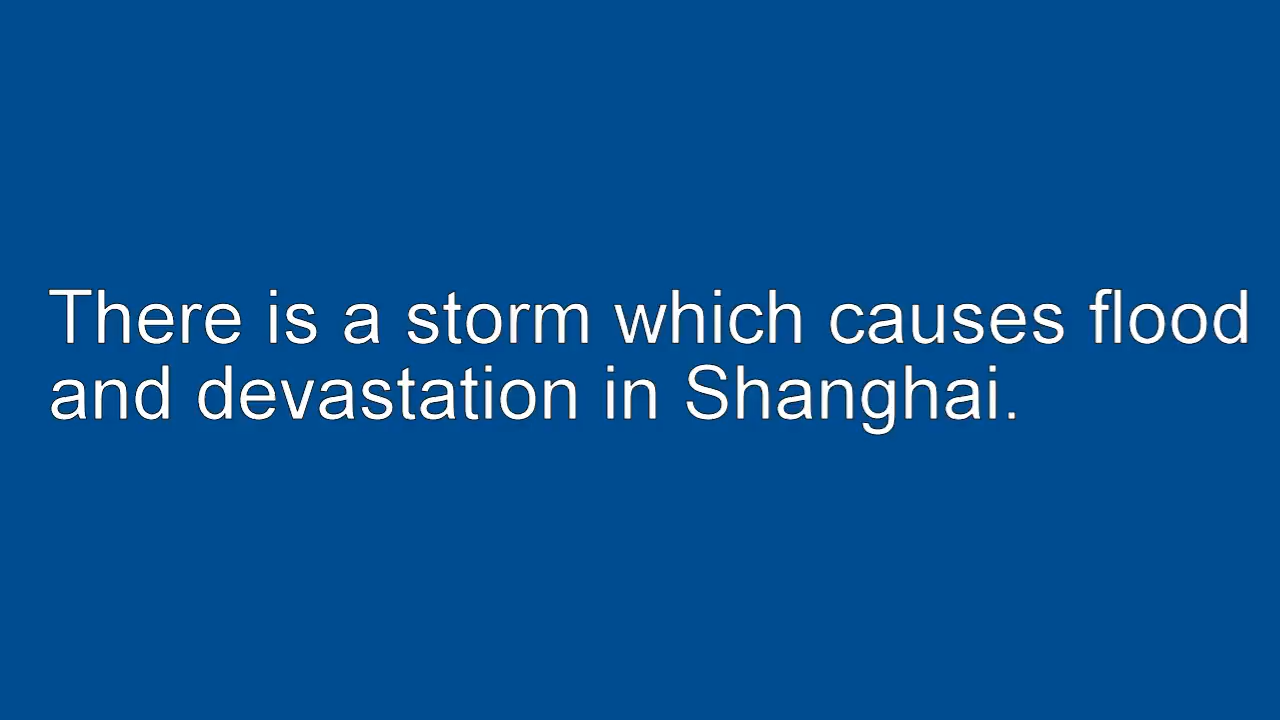 There is a storm which causes flood
and devastation in Shanghai.